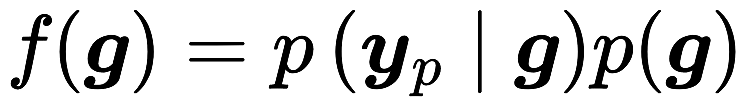 f(𝒈) = p (𝒚ₚ | 𝒈)p(𝒈)